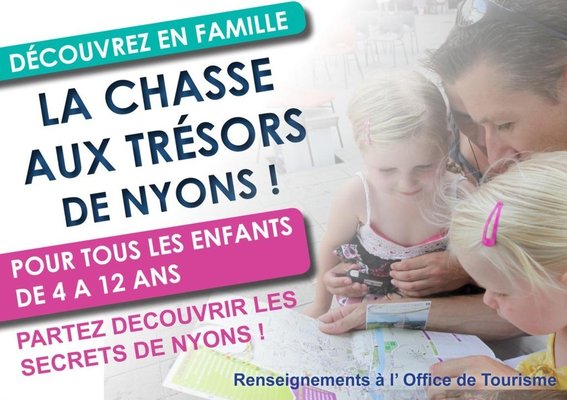 DÉCOUVREZ EN FAMILLE
LA CHASSE
AUX TRÉSORS
DE NYONS !
POUR TOUS LES ENFANTS
DE 4 A 12 ANS
PARTEZ DECOUVRIR LES
SECRETS DE NYONS !
Renseignements à l' Office de Tourisme